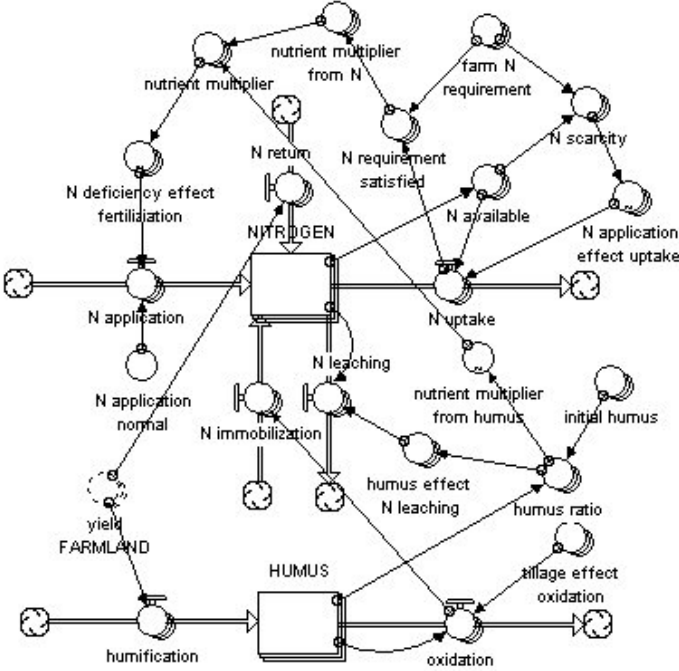 nutrient multiplier
from N
nutrient multiplier
farm N
requirement
N scarcity
N return
N requirement
satisfied
N deficiency effect
fertiliziation
N available
N application
effect uptake
NITROGEN
N application
N uptake
N leaching
nutrient multiplier
from humus
initial humus
N application
normal
N immobilization
humus effect
N leaching
humus ratio
yield
FARMLAND
HUMUS
tillage effect
oxidation
humification
oxidation